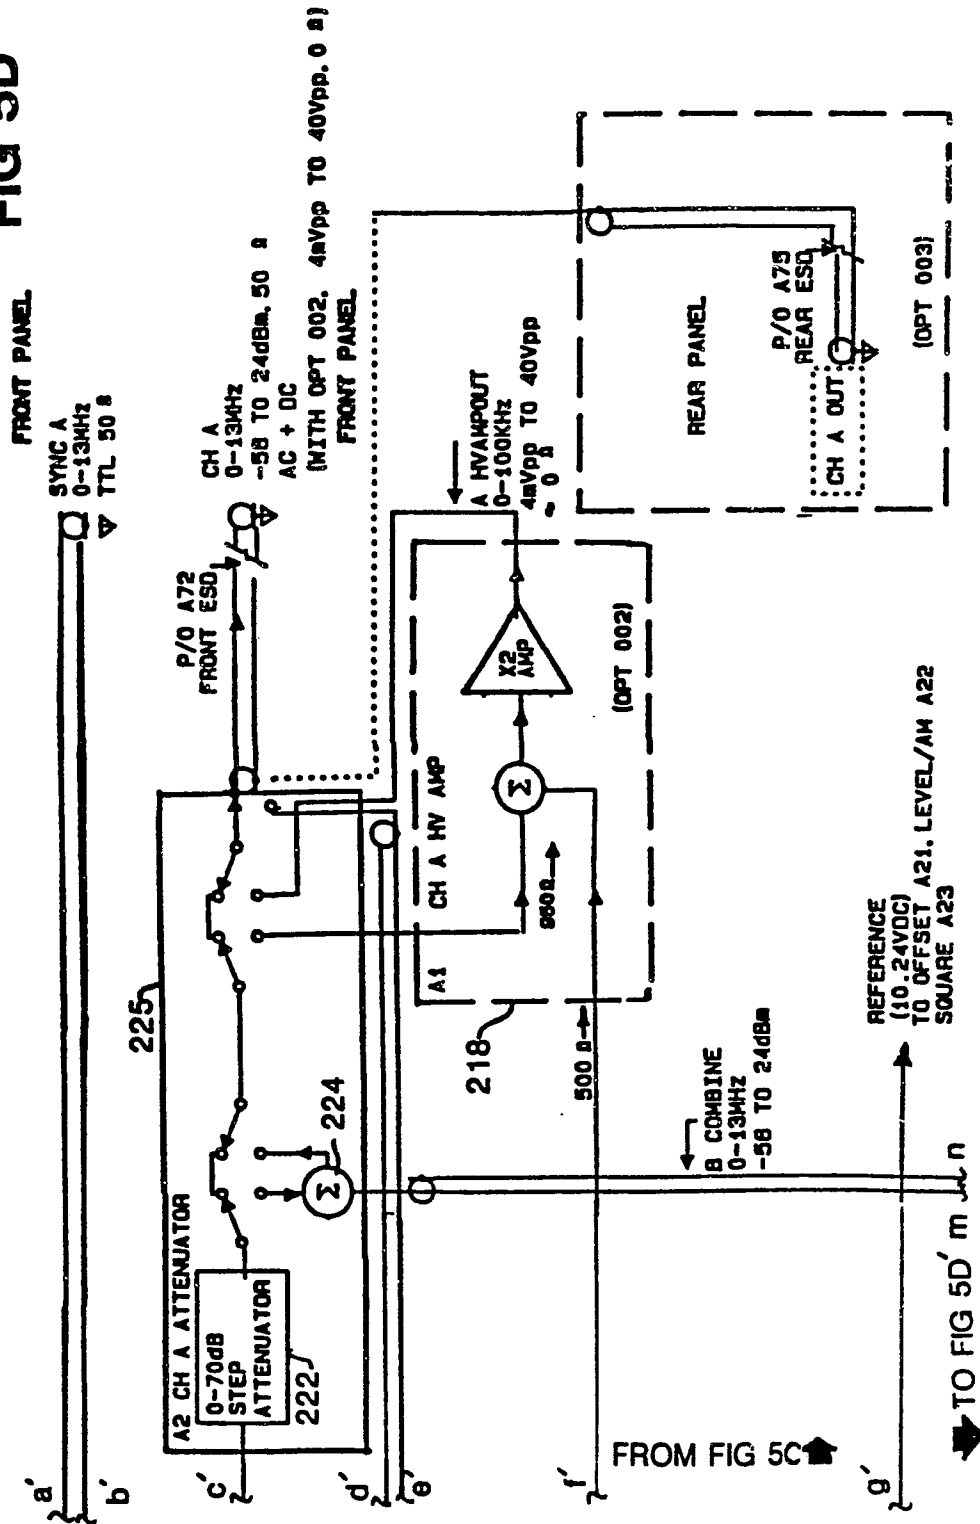 FIG 5D
FRONT PANEL
SYNC A
0-13MHz
TTL 50 Ω
CH A
0-13MHz
-58 TO 24dBm, 50 Ω
AC + DC
(WITH OPT 002, 4mVpp TO 40Vpp, 0 Ω)
FRONT PANEL
P/O A72
FRONT ESD
225
A2 CH A ATTENUATOR
0-70dB
STEP
ATTENUATOR
222
Σ
224
A HVAMPOUT
0-100KHz
4mVpp TO 40Vpp
~ 0 Ω
A1
CH A HV AMP
X2
AMP
Σ
950Ω
(OPT 002)
218
500 Ω
REAR PANEL
P/O A75
REAR ESD
CH A OUT
(OPT 003)
B COMBINE
0-13MHz
-58 TO 24dBm
REFERENCE
(10.24VDC)
TO OFFSET A21, LEVEL/AM A22
SQUARE A23
a'
b'
c'
d'
e'
f'
g'
FROM FIG 5C
TO FIG 5D'
m
n